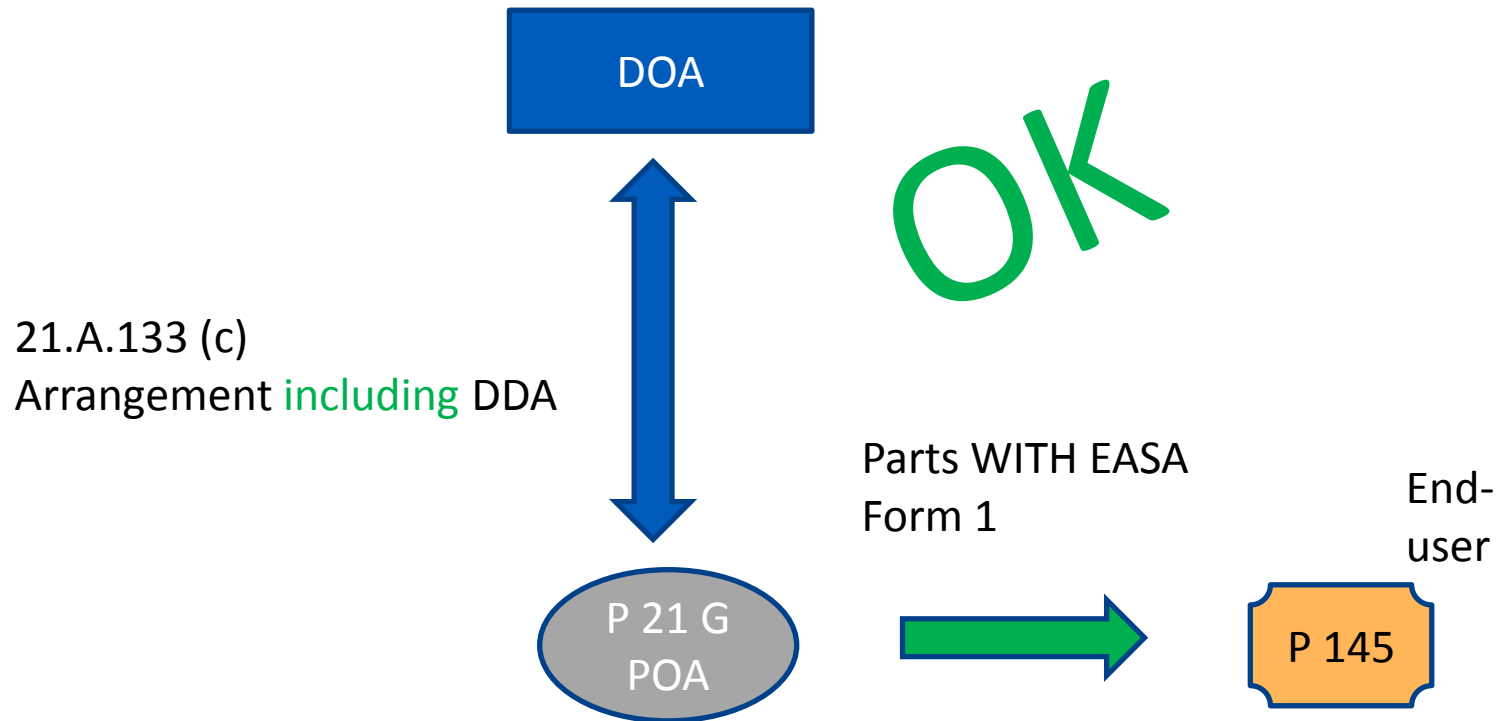 DOA
OK
21.A.133 (c)
Arrangement including DDA
Parts WITH EASA
Form 1
End-
user
P 21 G
POA
P 145